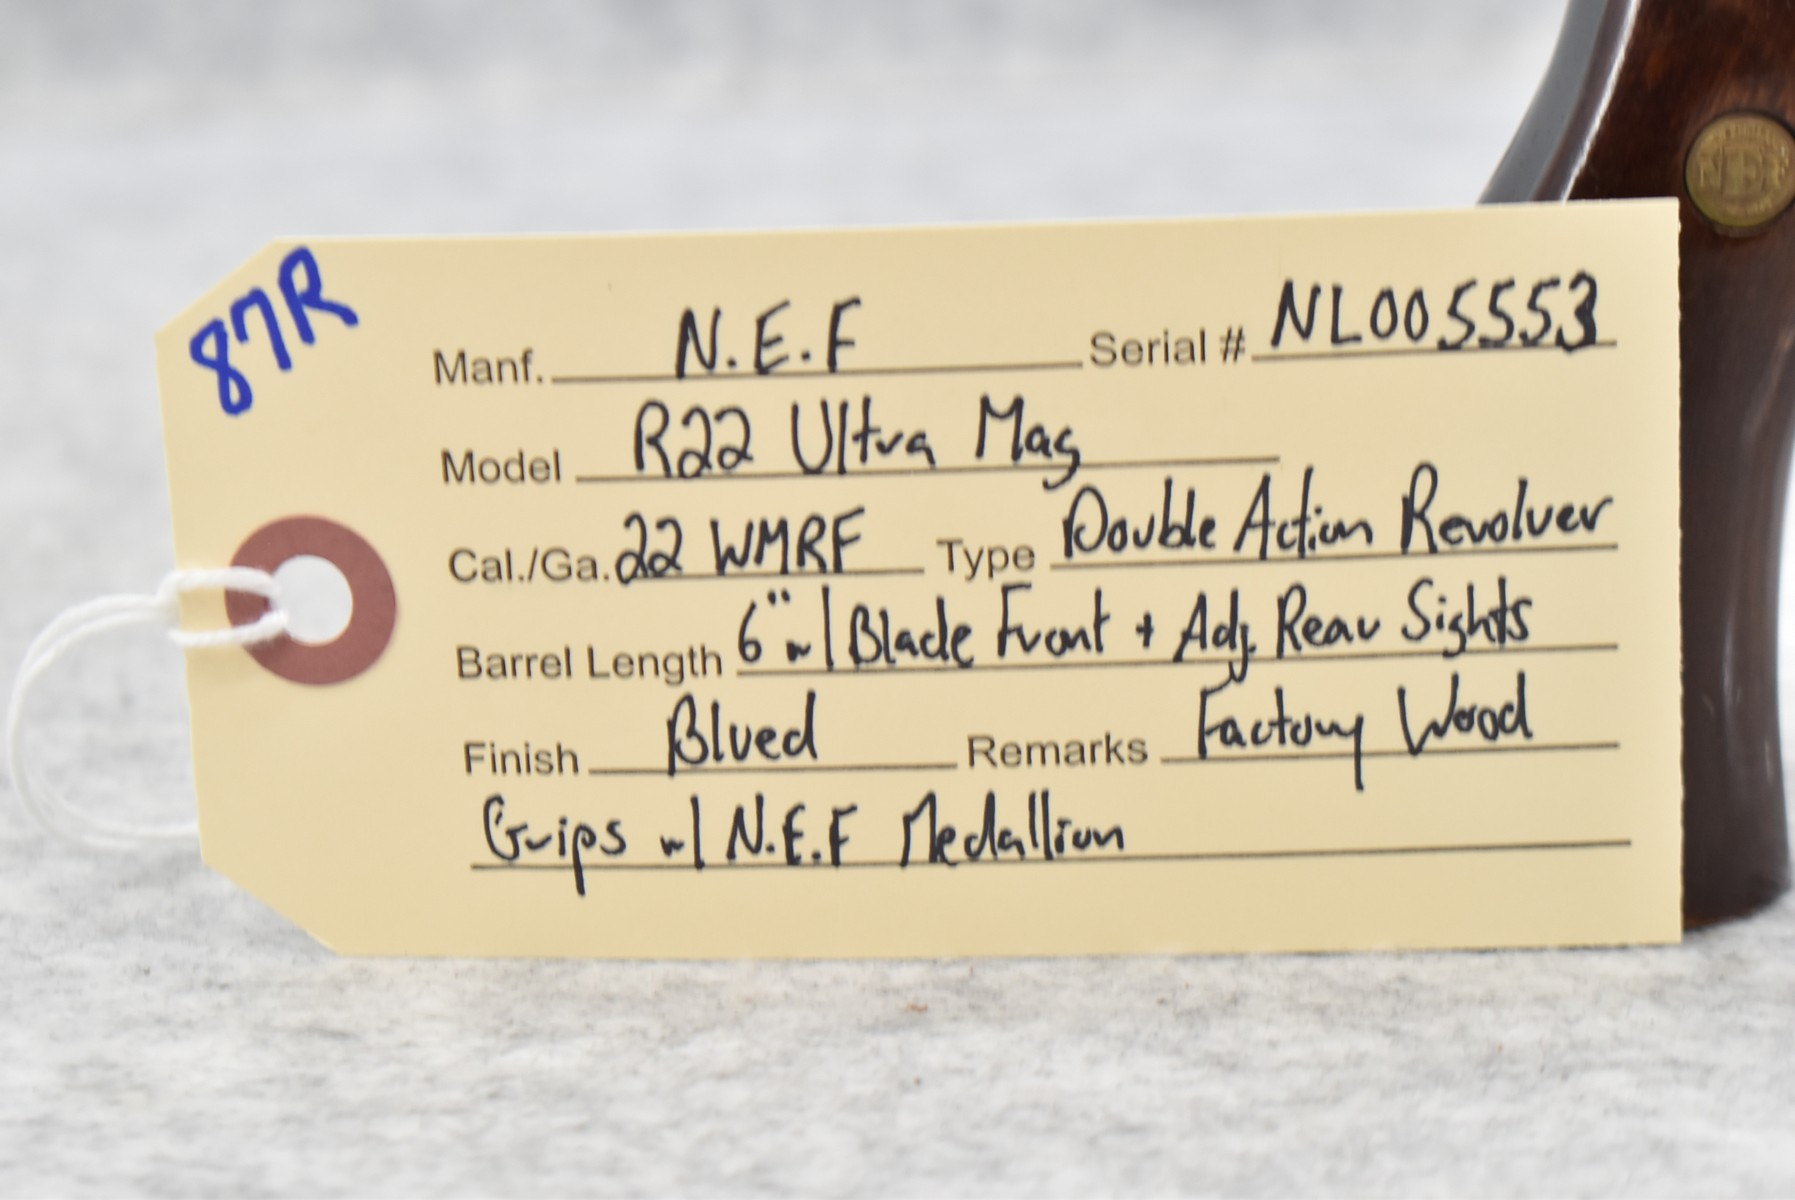 87R
Manf. N.E.F Serial # NL005553
Model R22 Ultra Mag
Cal./Ga. 22 WMRF Type Double Action Revolver
Barrel Length 6" w/ Blade Front + Adj. Rear Sights
Finish Blued Remarks Factory Wood
Grips w/ N.E.F Medallion
NEF